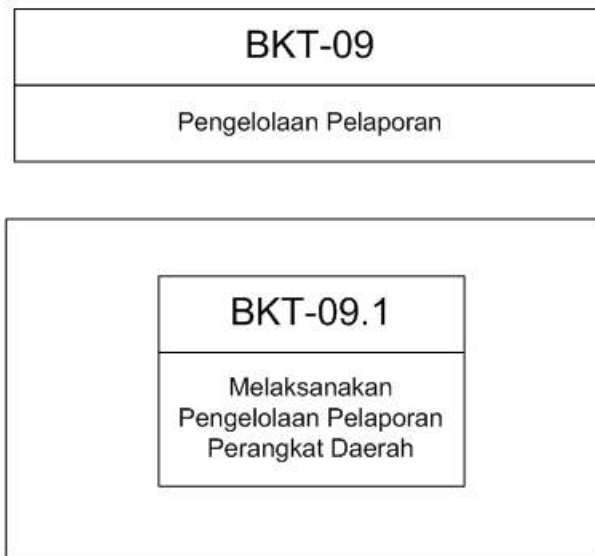 BKT-09
Pengelolaan Pelaporan
BKT-09.1
Melaksanakan
Pengelolaan Pelaporan
Perangkat Daerah